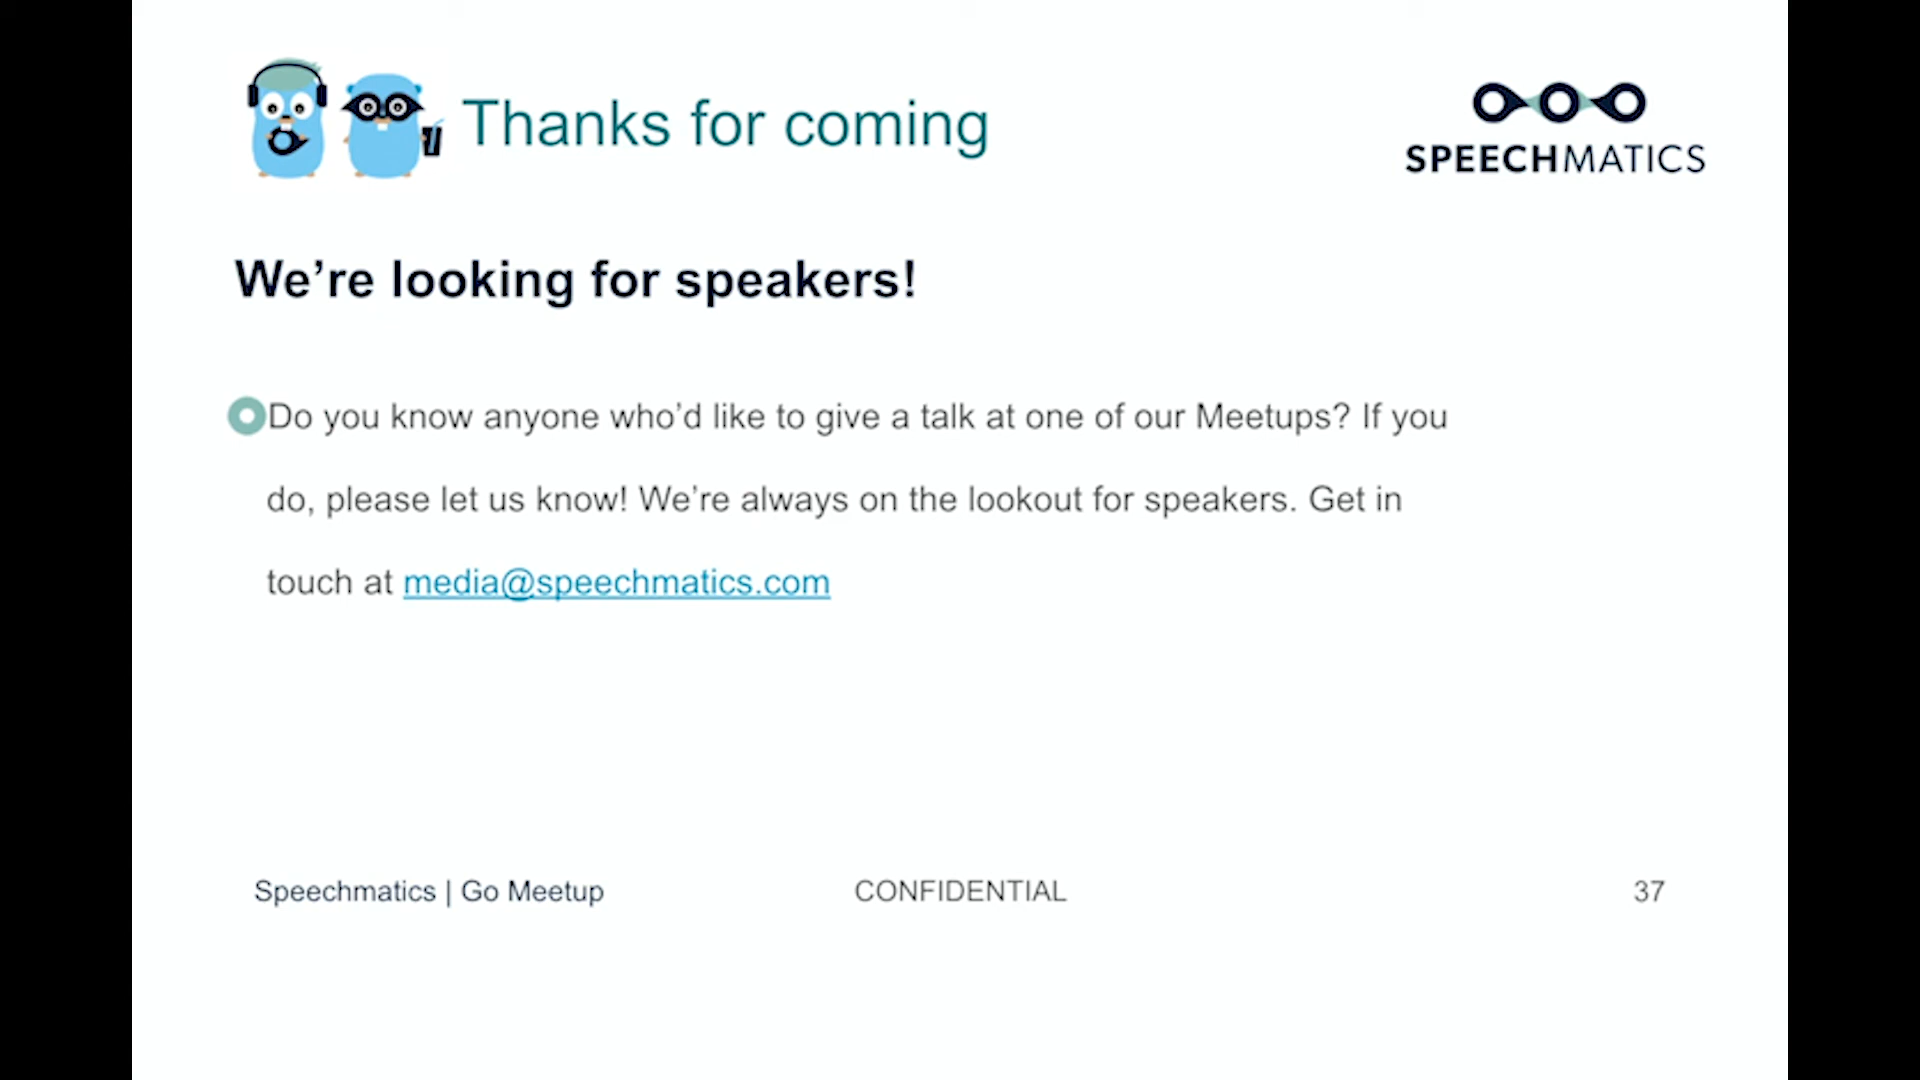 Thanks for coming
SPEECHMATICS
We’re looking for speakers!
Do you know anyone who’d like to give a talk at one of our Meetups? If you
do, please let us know! We’re always on the lookout for speakers. Get in
touch at media@speechmatics.com
Speechmatics | Go Meetup
CONFIDENTIAL
37